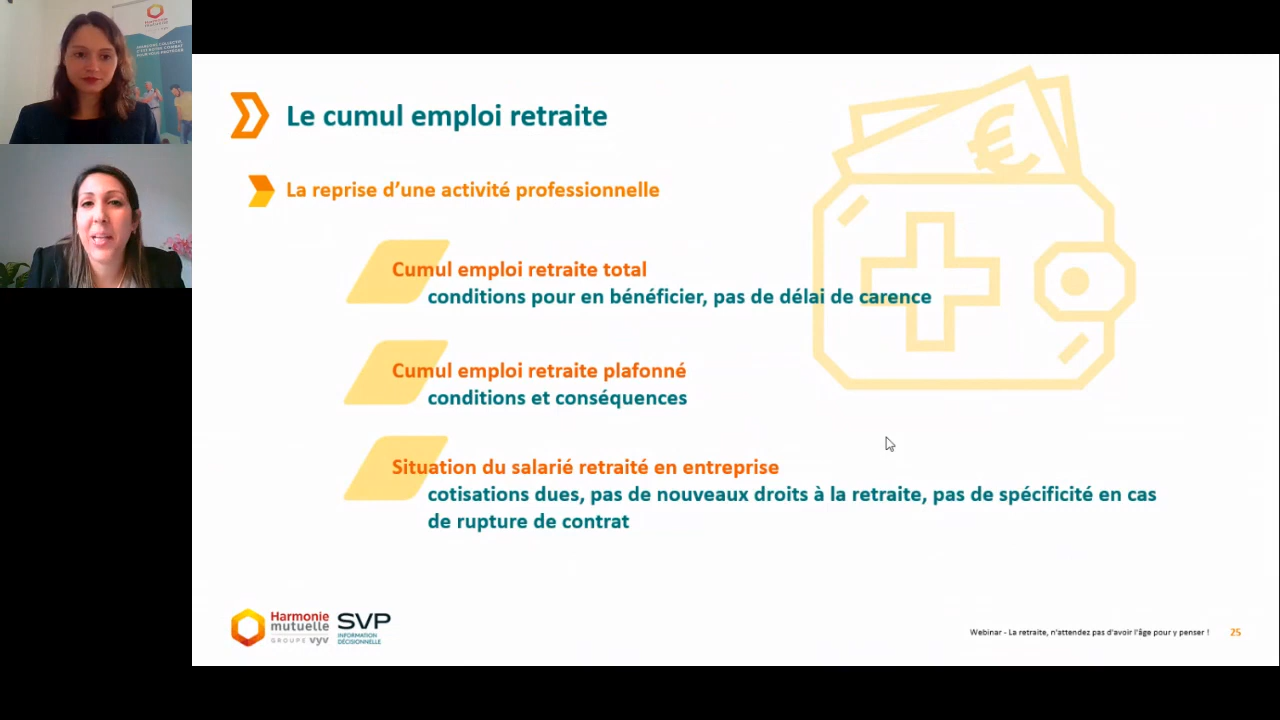 Harmonie
mutuelle
Le cumul emploi retraite
La reprise d'une activité professionnelle
Cumul emploi retraite total
conditions pour en bénéficier, pas de délai de carence
Cumul emploi retraite plafonné
conditions et conséquences
Situation du salarié retraité en entreprise
cotisations dues, pas de nouveaux droits à la retraite, pas de spécificité en cas
de rupture de contrat
Harmonie
mutuelle
GROUPE vyv
SVP
INFORMATION
DÉCISIONNELLE
Webinar - La retraite, n'attendez pas d'avoir l'âge pour y penser !
25